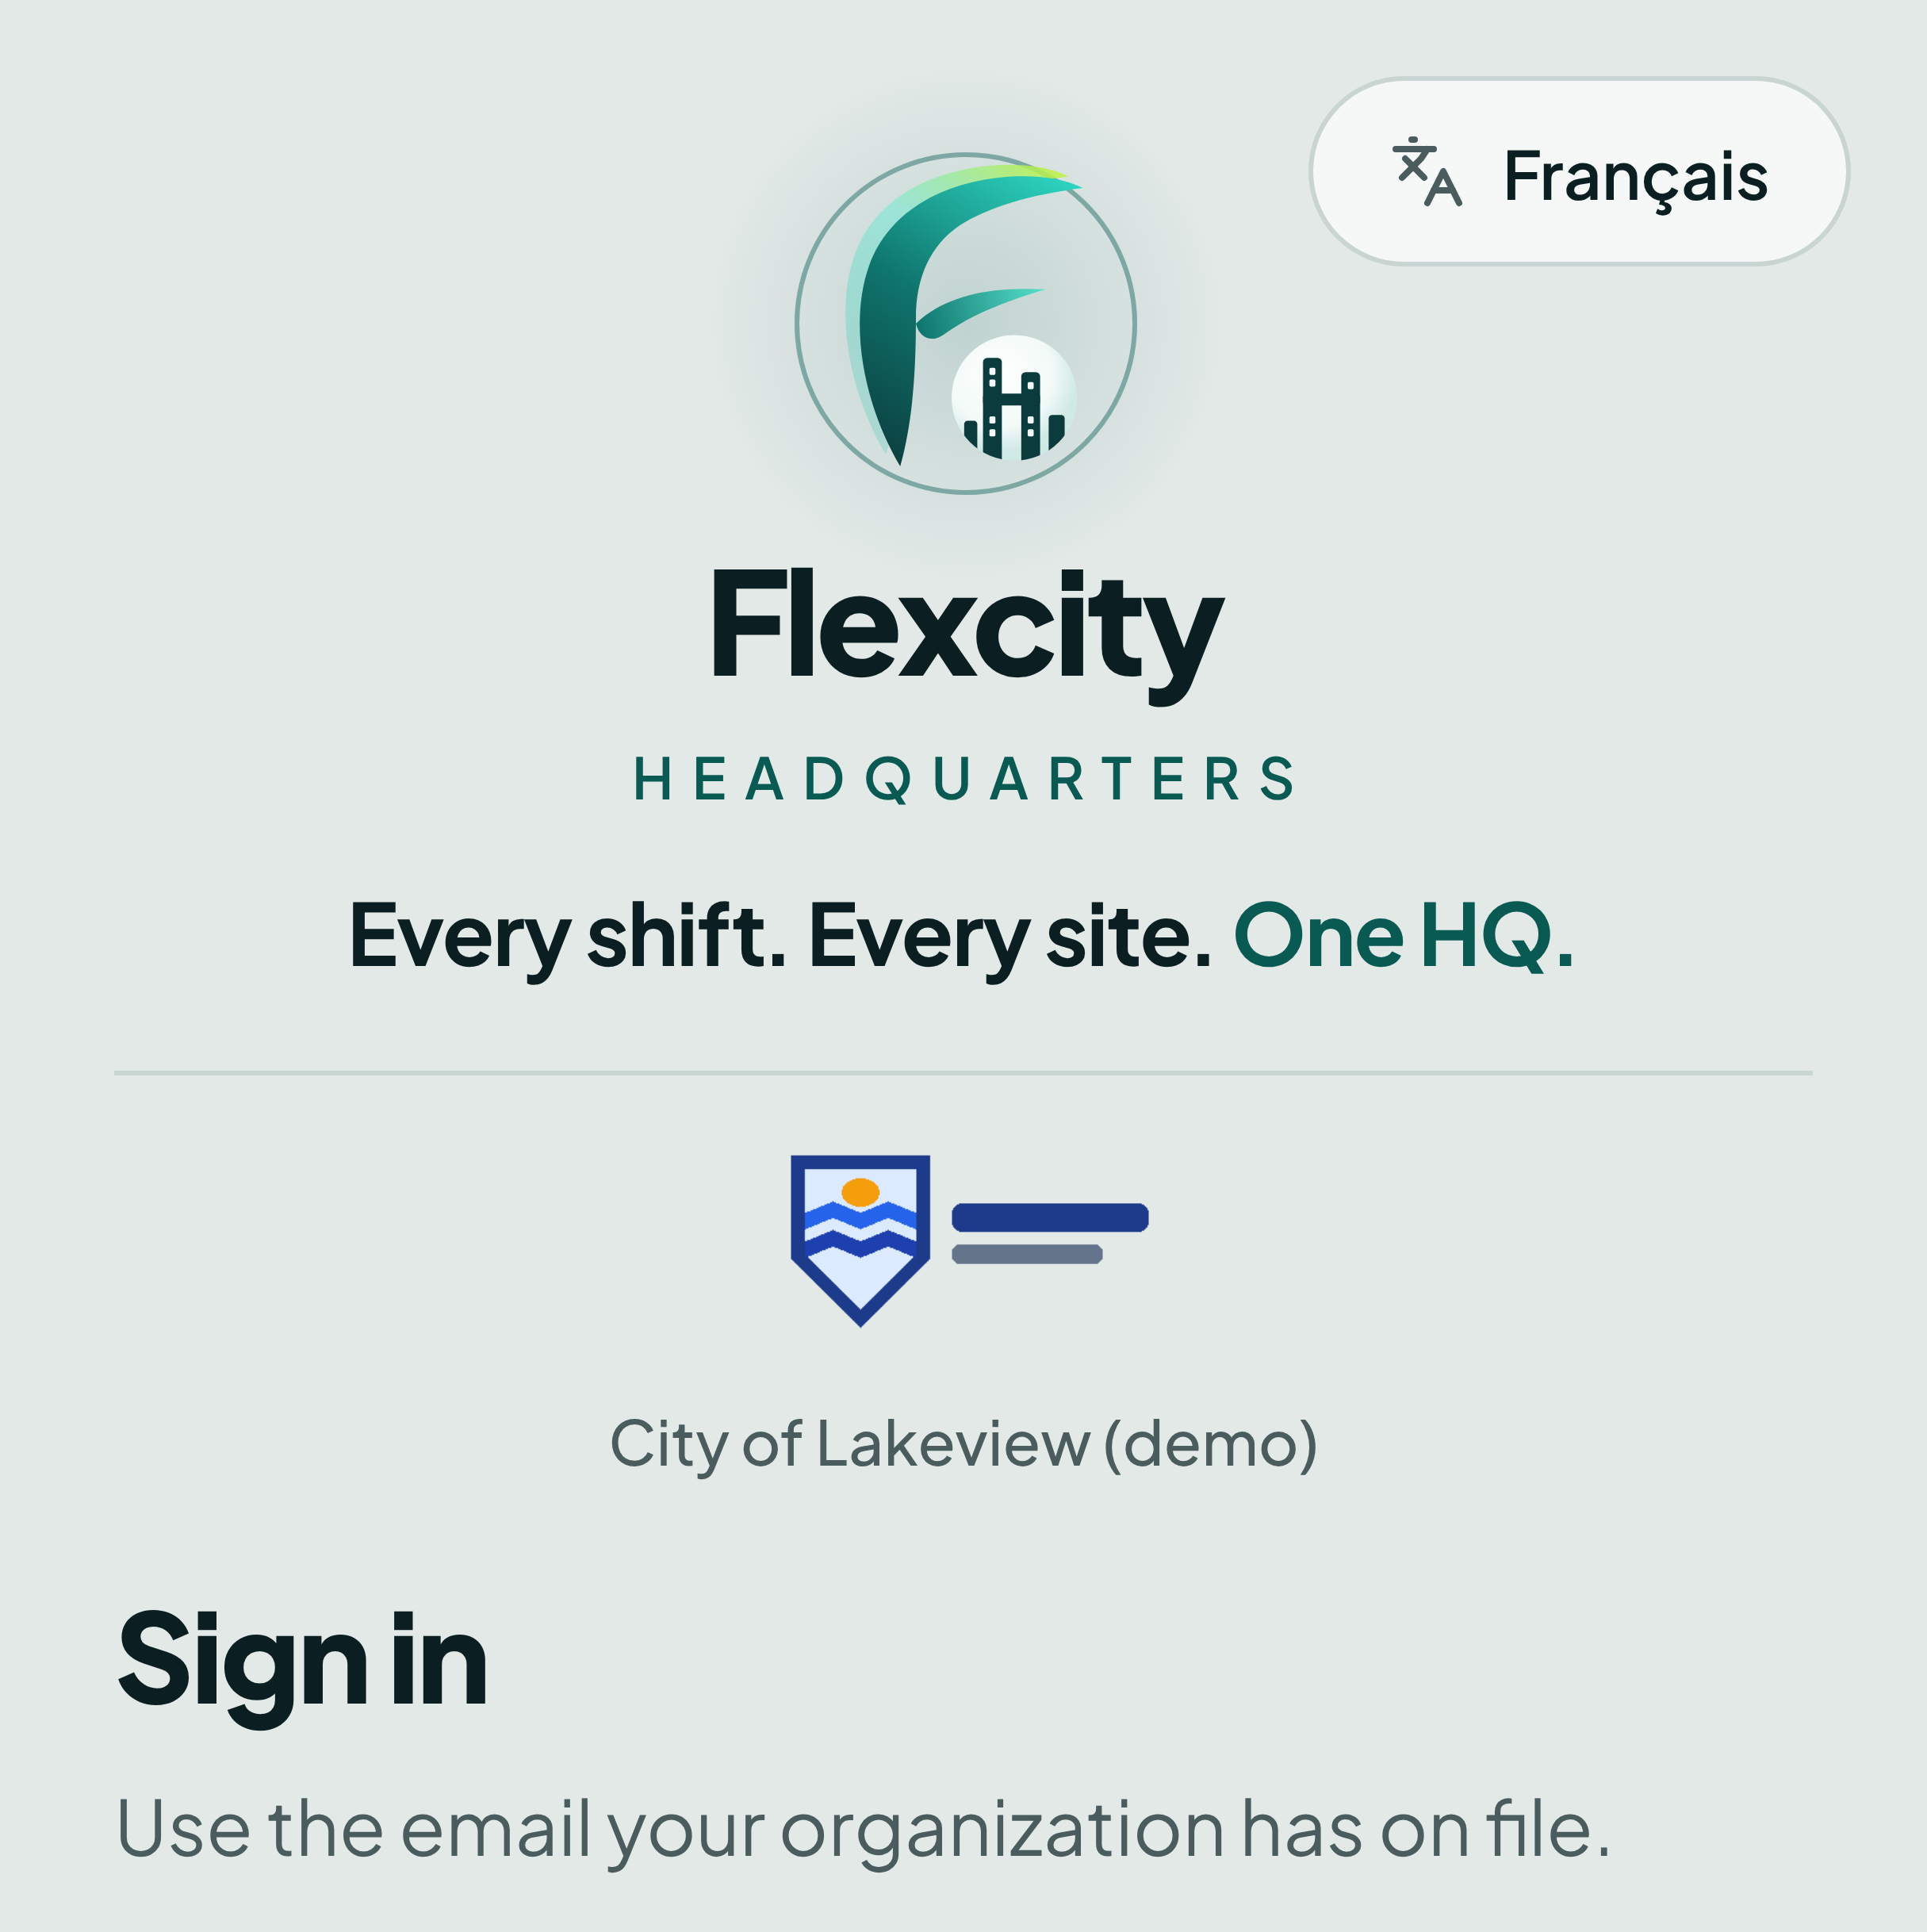 Français
Flexcity
HEADQUARTERS
Every shift. Every site. One HQ.
City of Lakeview (demo)
Sign in
Use the email your organization has on file.